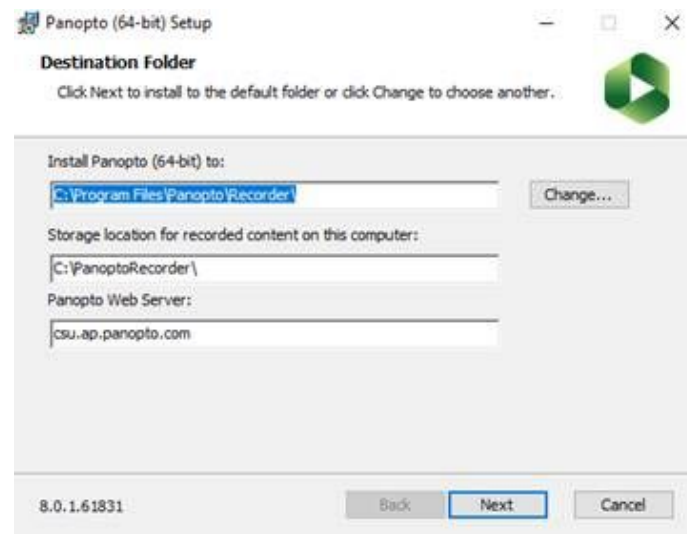 Panopto (64-bit) Setup
Destination Folder
Click Next to install to the default folder or click Change to choose another.
Install Panopto (64-bit) to:
C:\Program Files\Panopto\Recorder\
Change...
Storage location for recorded content on this computer:
C:\PanoptoRecorder\
Panopto Web Server:
csu.ap.panopto.com
8.0.1.61831
Back
Next
Cancel